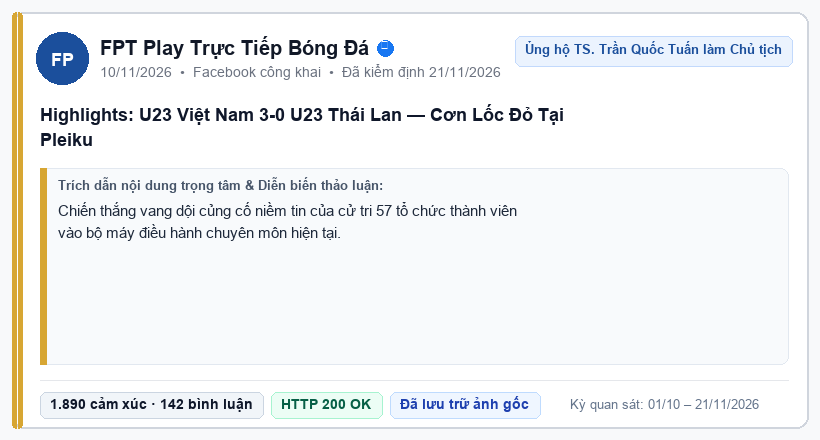 FP
FPT Play Trực Tiếp Bóng Đá
10/11/2026 • Facebook công khai • Đã kiểm định 21/11/2026
Ủng hộ TS. Trần Quốc Tuấn làm Chủ tịch
Highlights: U23 Việt Nam 3-0 U23 Thái Lan — Cơn Lốc Đỏ Tại
Pleiku
Trích dẫn nội dung trọng tâm & Diễn biến thảo luận:
Chiến thắng vang dội củng cố niềm tin của cử tri 57 tổ chức thành viên
vào bộ máy điều hành chuyên môn hiện tại.
1.890 cảm xúc · 142 bình luận
HTTP 200 OK
Đã lưu trữ ảnh gốc
Kỳ quan sát: 01/10 – 21/11/2026